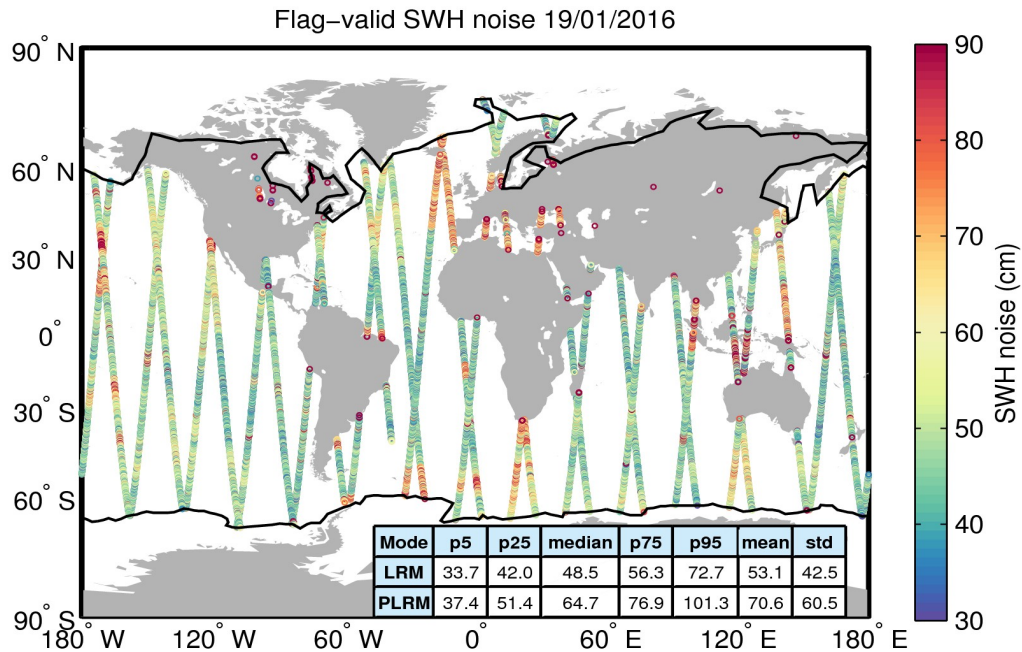 Flag−valid SWH noise 19/01/2016
90° N
60° N
30° N
0°
30° S
60° S
90° S
180° W
120° W
60° W
0°
60° E
120° E
180° E
90
80
70
60
50
40
30
SWH noise (cm)
Mode p5 p25 median p75 p95 mean std
LRM 33.7 42.0 48.5 56.3 72.7 53.1 42.5
PLRM 37.4 51.4 64.7 76.9 101.3 70.6 60.5